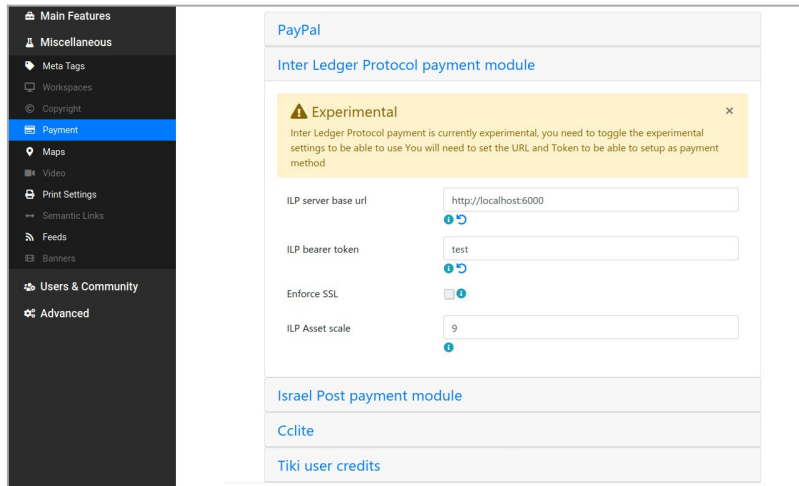 Main Features
Miscellaneous
Meta Tags
Workspaces
Copyright
Payment
Maps
Video
Print Settings
Semantic Links
Feeds
Banners
Users & Community
Advanced
PayPal
Inter Ledger Protocol payment module
Experimental
×
Inter Ledger Protocol payment is currently experimental, you need to toggle the experimental
settings to be able to use You will need to set the URL and Token to be able to setup as payment
method
ILP server base url
http://localhost:6000
ILP bearer token
test
Enforce SSL
ILP Asset scale
9
Israel Post payment module
Cclite
Tiki user credits